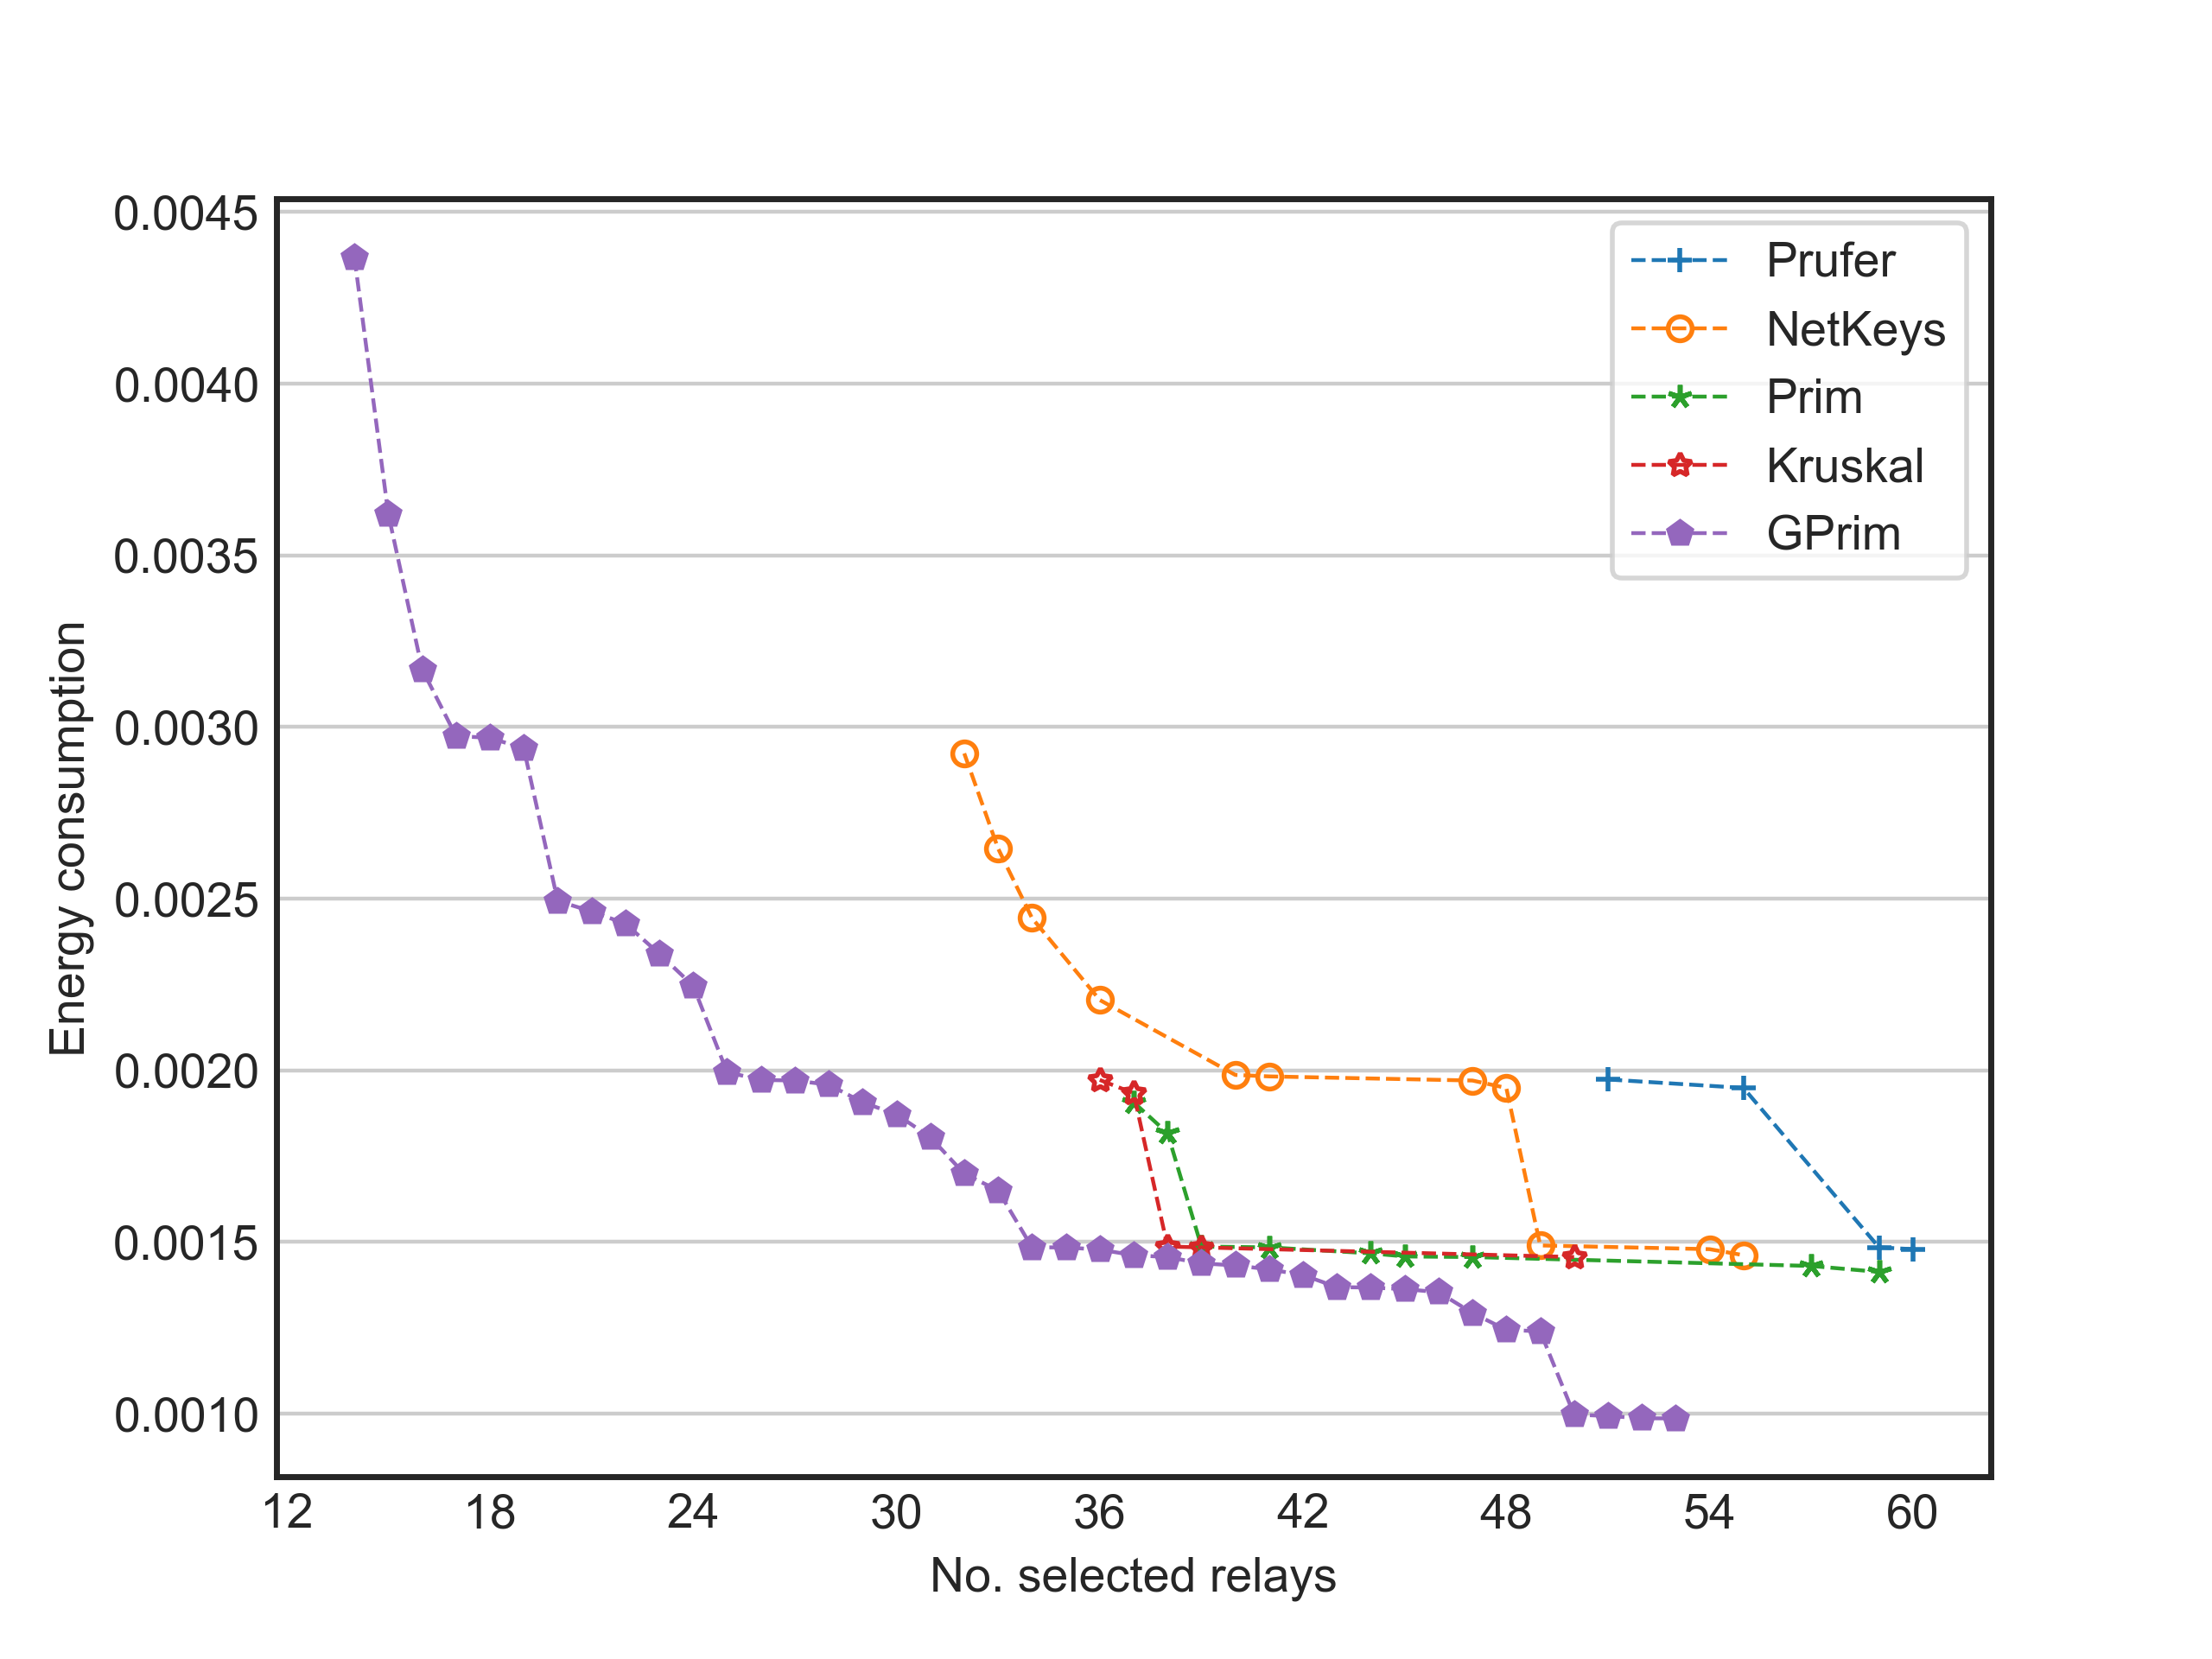 0.0045
0.0040
0.0035
0.0030
0.0025
0.0020
0.0015
0.0010
Energy consumption
Prufer
NetKeys
Prim
Kruskal
GPrim
12 18 24 30 36 42 48 54 60
No. selected relays